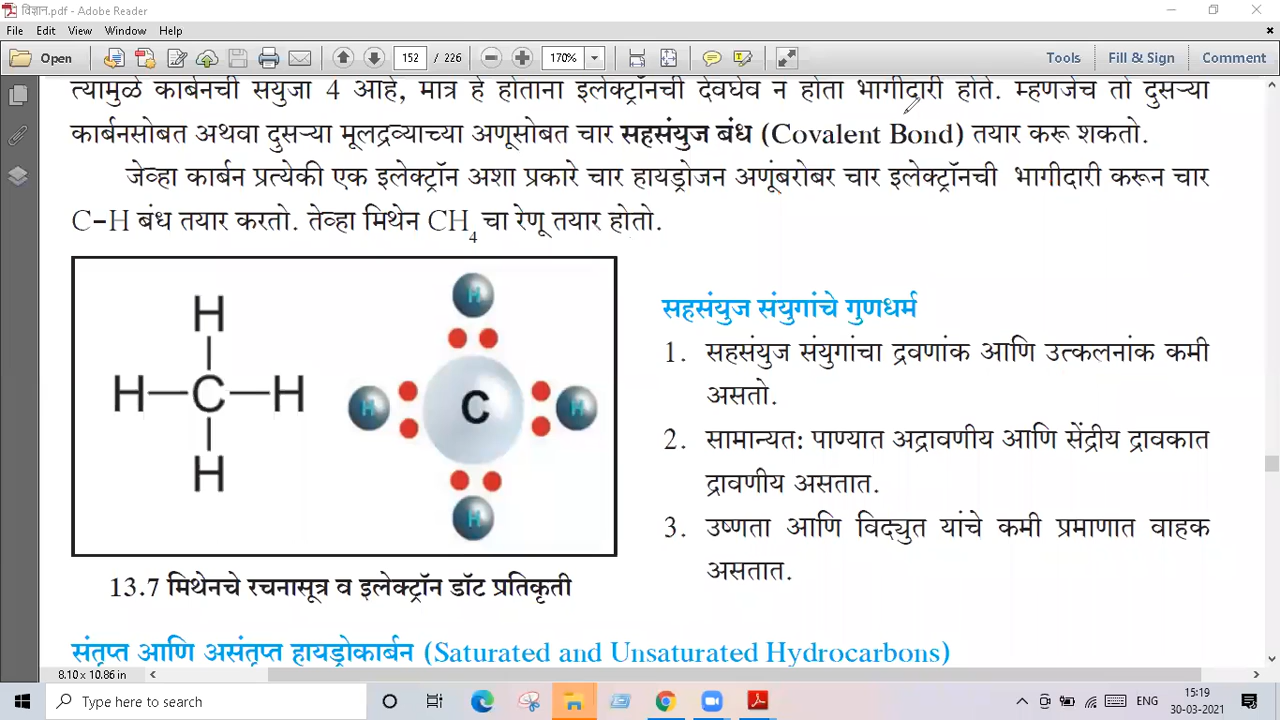 विज्ञान.pdf - Adobe Reader
File Edit View Window Help
Open 152 / 226 170% Tools Fill & Sign Comment
त्यामुळे कार्बनची संयुजा 4 आहे, मात्र हे होताना इलेक्ट्रॉनची देवघेव न होता भागीदारी होते. म्हणजेच तो दुसऱ्या
कार्बनसोबत अथवा दुसऱ्या मूलद्रव्याच्या अणूसोबत चार सहसंयुज बंध (Covalent Bond) तयार करू शकतो.
जेव्हा कार्बन प्रत्येकी एक इलेक्ट्रॉन अशा प्रकारे चार हायड्रोजन अणूंबरोबर चार इलेक्ट्रॉनची भागीदारी करून चार
C-H बंध तयार करतो. तेव्हा मिथेन CH4 चा रेणू तयार होतो.
H
H C H
H
H
H C H
H
13.7 मिथेनचे रचनासूत्र व इलेक्ट्रॉन डॉट प्रतिकृती
सहसंयुज संयुगांचे गुणधर्म
1. सहसंयुज संयुगांचा द्रवणांक आणि उत्कलनांक कमी
असतो.
2. सामान्यत: पाण्यात अद्रावणीय आणि सेंद्रीय द्रावकात
द्रावणीय असतात.
3. उष्णता आणि विद्युत यांचे कमी प्रमाणात वाहक
असतात.
संतृप्त आणि असंतृप्त हायड्रोकार्बन (Saturated and Unsaturated Hydrocarbons)
8.10 x 10.86 in
Type here to search
ENG
15:19
30-03-2021